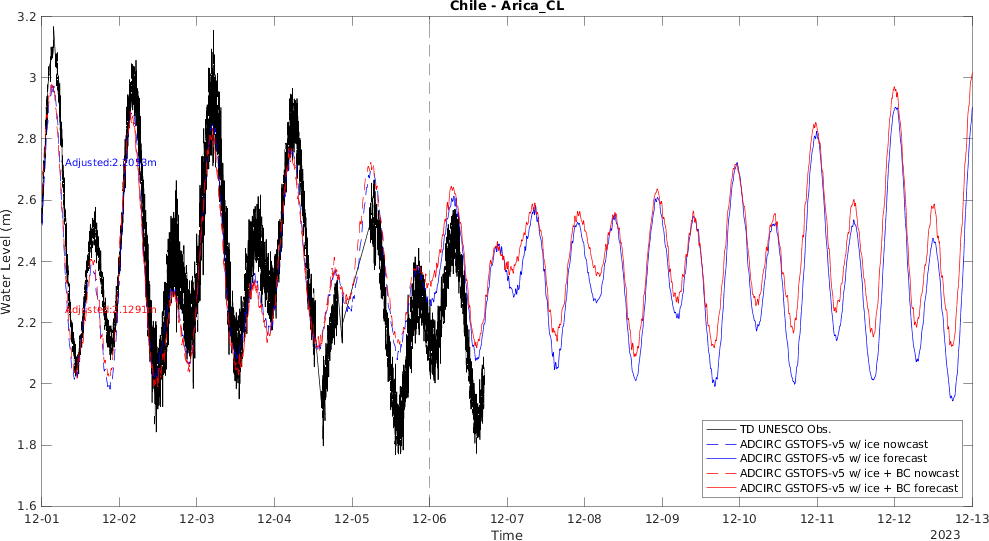 Chile - Arica_CL
3.2
3
2.8
2.6
2.4
2.2
2
1.8
1.6
Water Level (m)
Adjusted:2.2053m
Adjusted:2.1291m
TD UNESCO Obs.
ADCIRC GSTOFS-v5 w/ ice nowcast
ADCIRC GSTOFS-v5 w/ ice forecast
ADCIRC GSTOFS-v5 w/ ice + BC nowcast
ADCIRC GSTOFS-v5 w/ ice + BC forecast
12-01 12-02 12-03 12-04 12-05 12-06 12-07 12-08 12-09 12-10 12-11 12-12 12-13
Time
2023